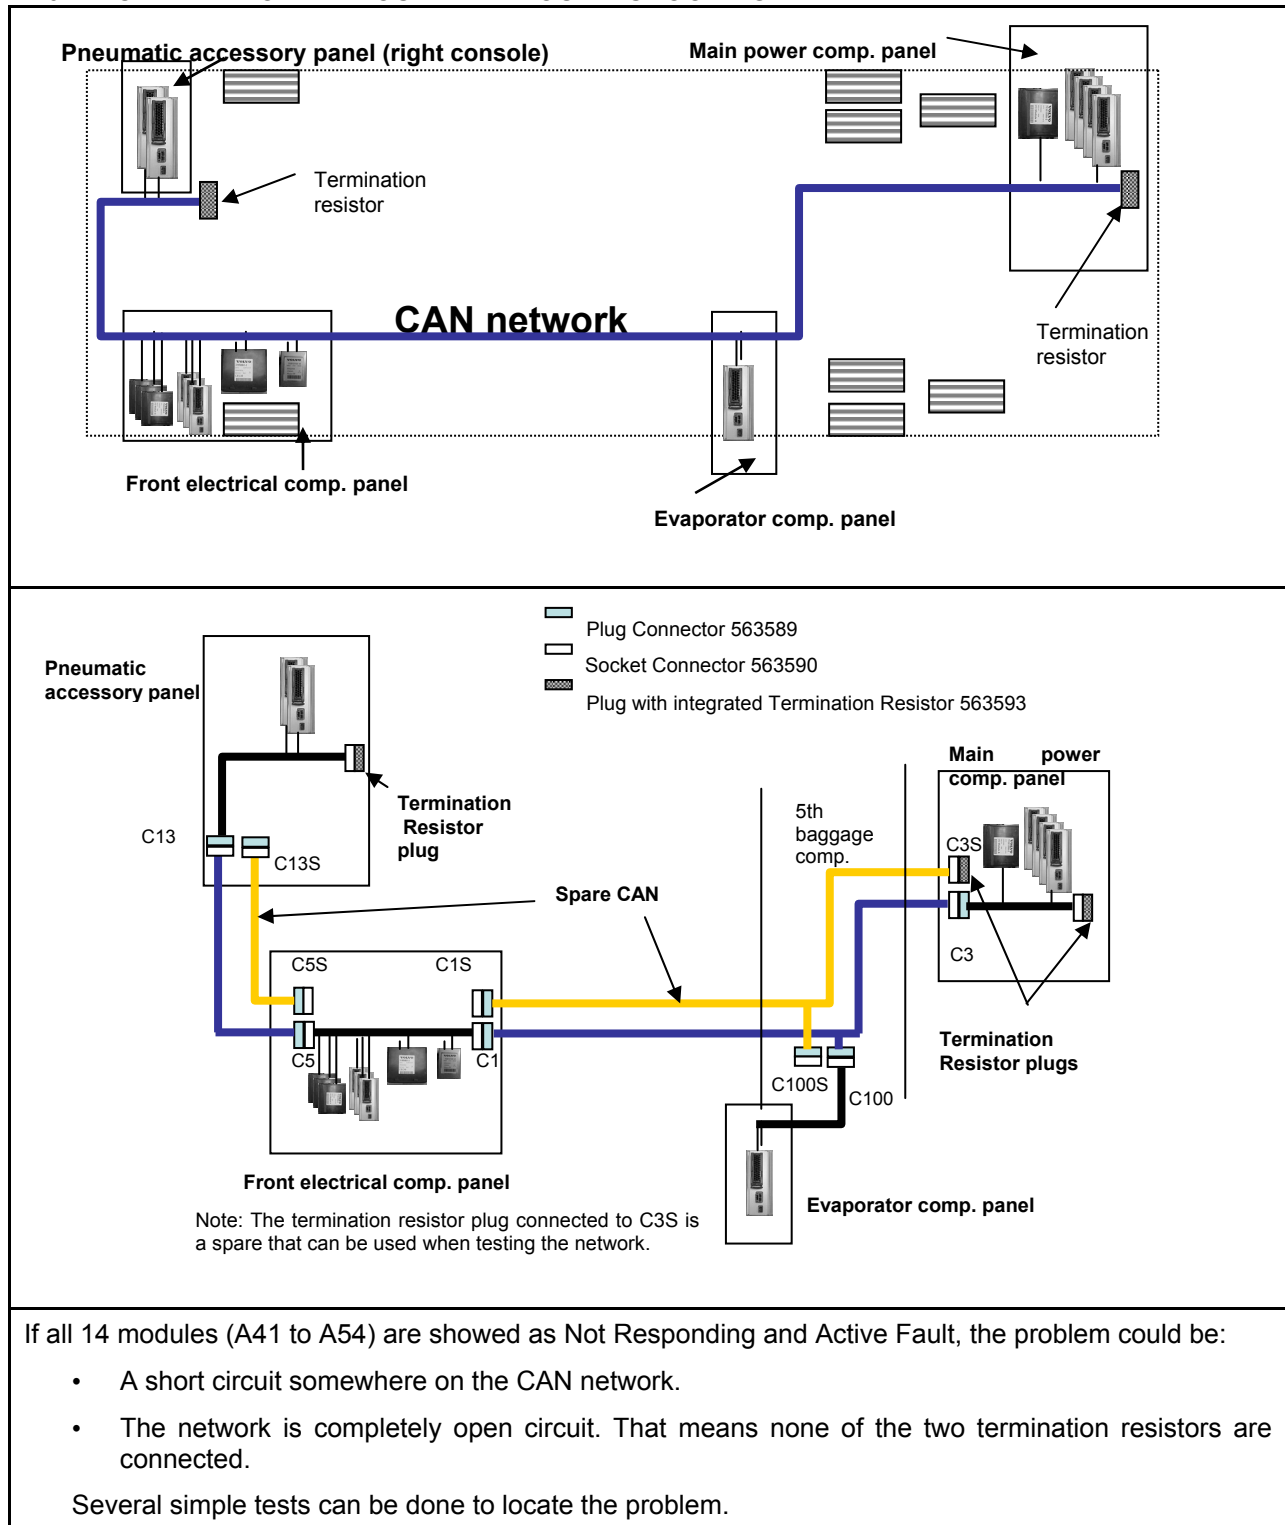 Pneumatic accessory panel (right console)
Main power comp. panel
Termination
resistor
CAN network
Termination
resistor
Front electrical comp. panel
Evaporator comp. panel
Plug Connector 563589
Socket Connector 563590
Plug with integrated Termination Resistor 563593
Pneumatic
accessory panel
Main power
comp. panel
Termination
Resistor
plug
5th
baggage
comp.
C13
C13S
C3S
Spare CAN
C3
C5S
C1S
Termination
Resistor plugs
C5
C1
C100S
C100
Front electrical comp. panel
Evaporator comp. panel
Note: The termination resistor plug connected to C3S is
a spare that can be used when testing the network.
If all 14 modules (A41 to A54) are showed as Not Responding and Active Fault, the problem could be:
• A short circuit somewhere on the CAN network.
• The network is completely open circuit. That means none of the two termination resistors are
connected.
Several simple tests can be done to locate the problem.